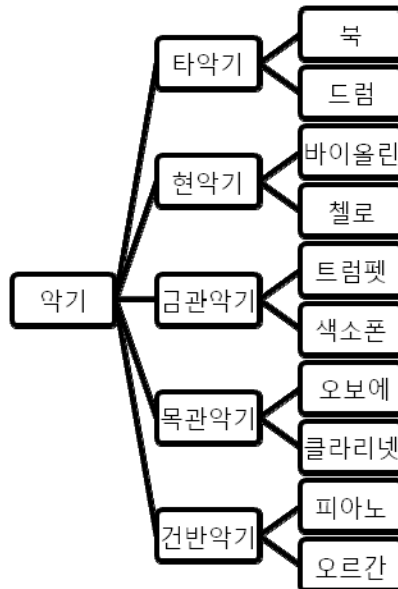 악기
타악기
북
드럼
현악기
바이올린
첼로
금관악기
트럼펫
색소폰
목관악기
오보에
클라리넷
건반악기
피아노
오르간